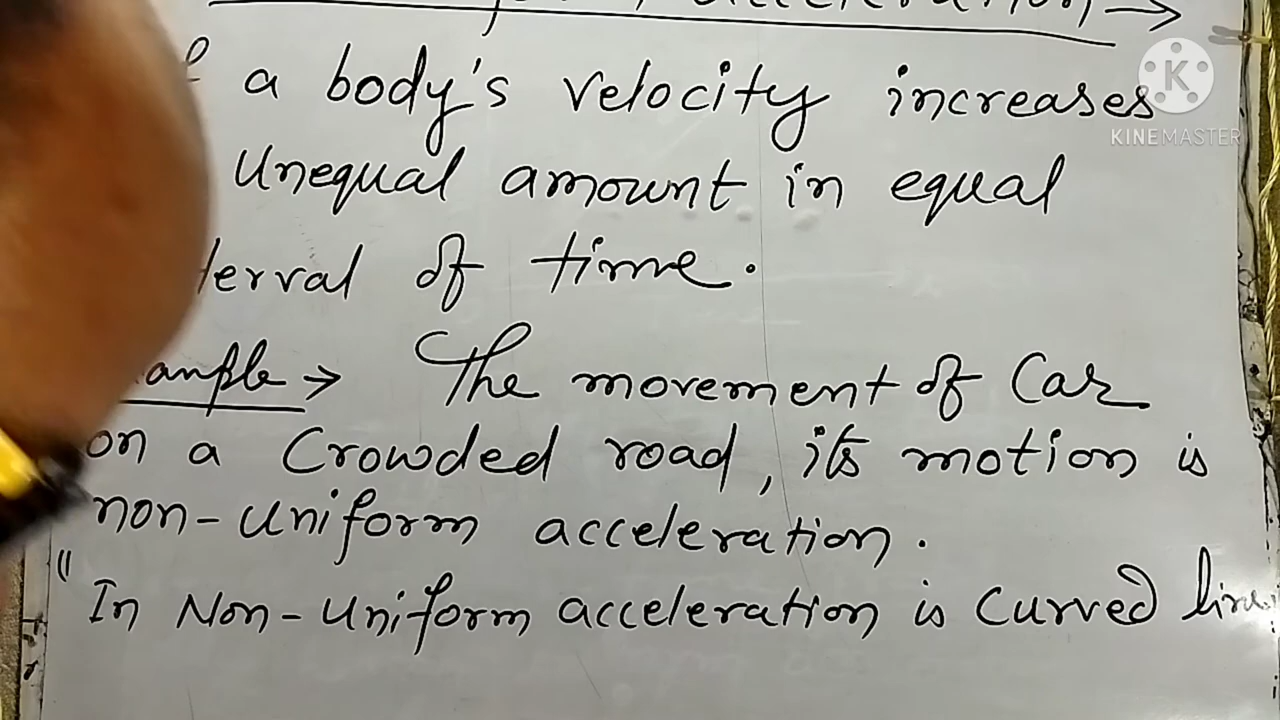 acceleration →
a body's velocity increases
unequal amount in equal
terval of time.
ample → The movement of Car
on a Crowded road, its motion is
non-uniform acceleration.
"In Non-uniform acceleration is Curved line
K
KINEMASTER